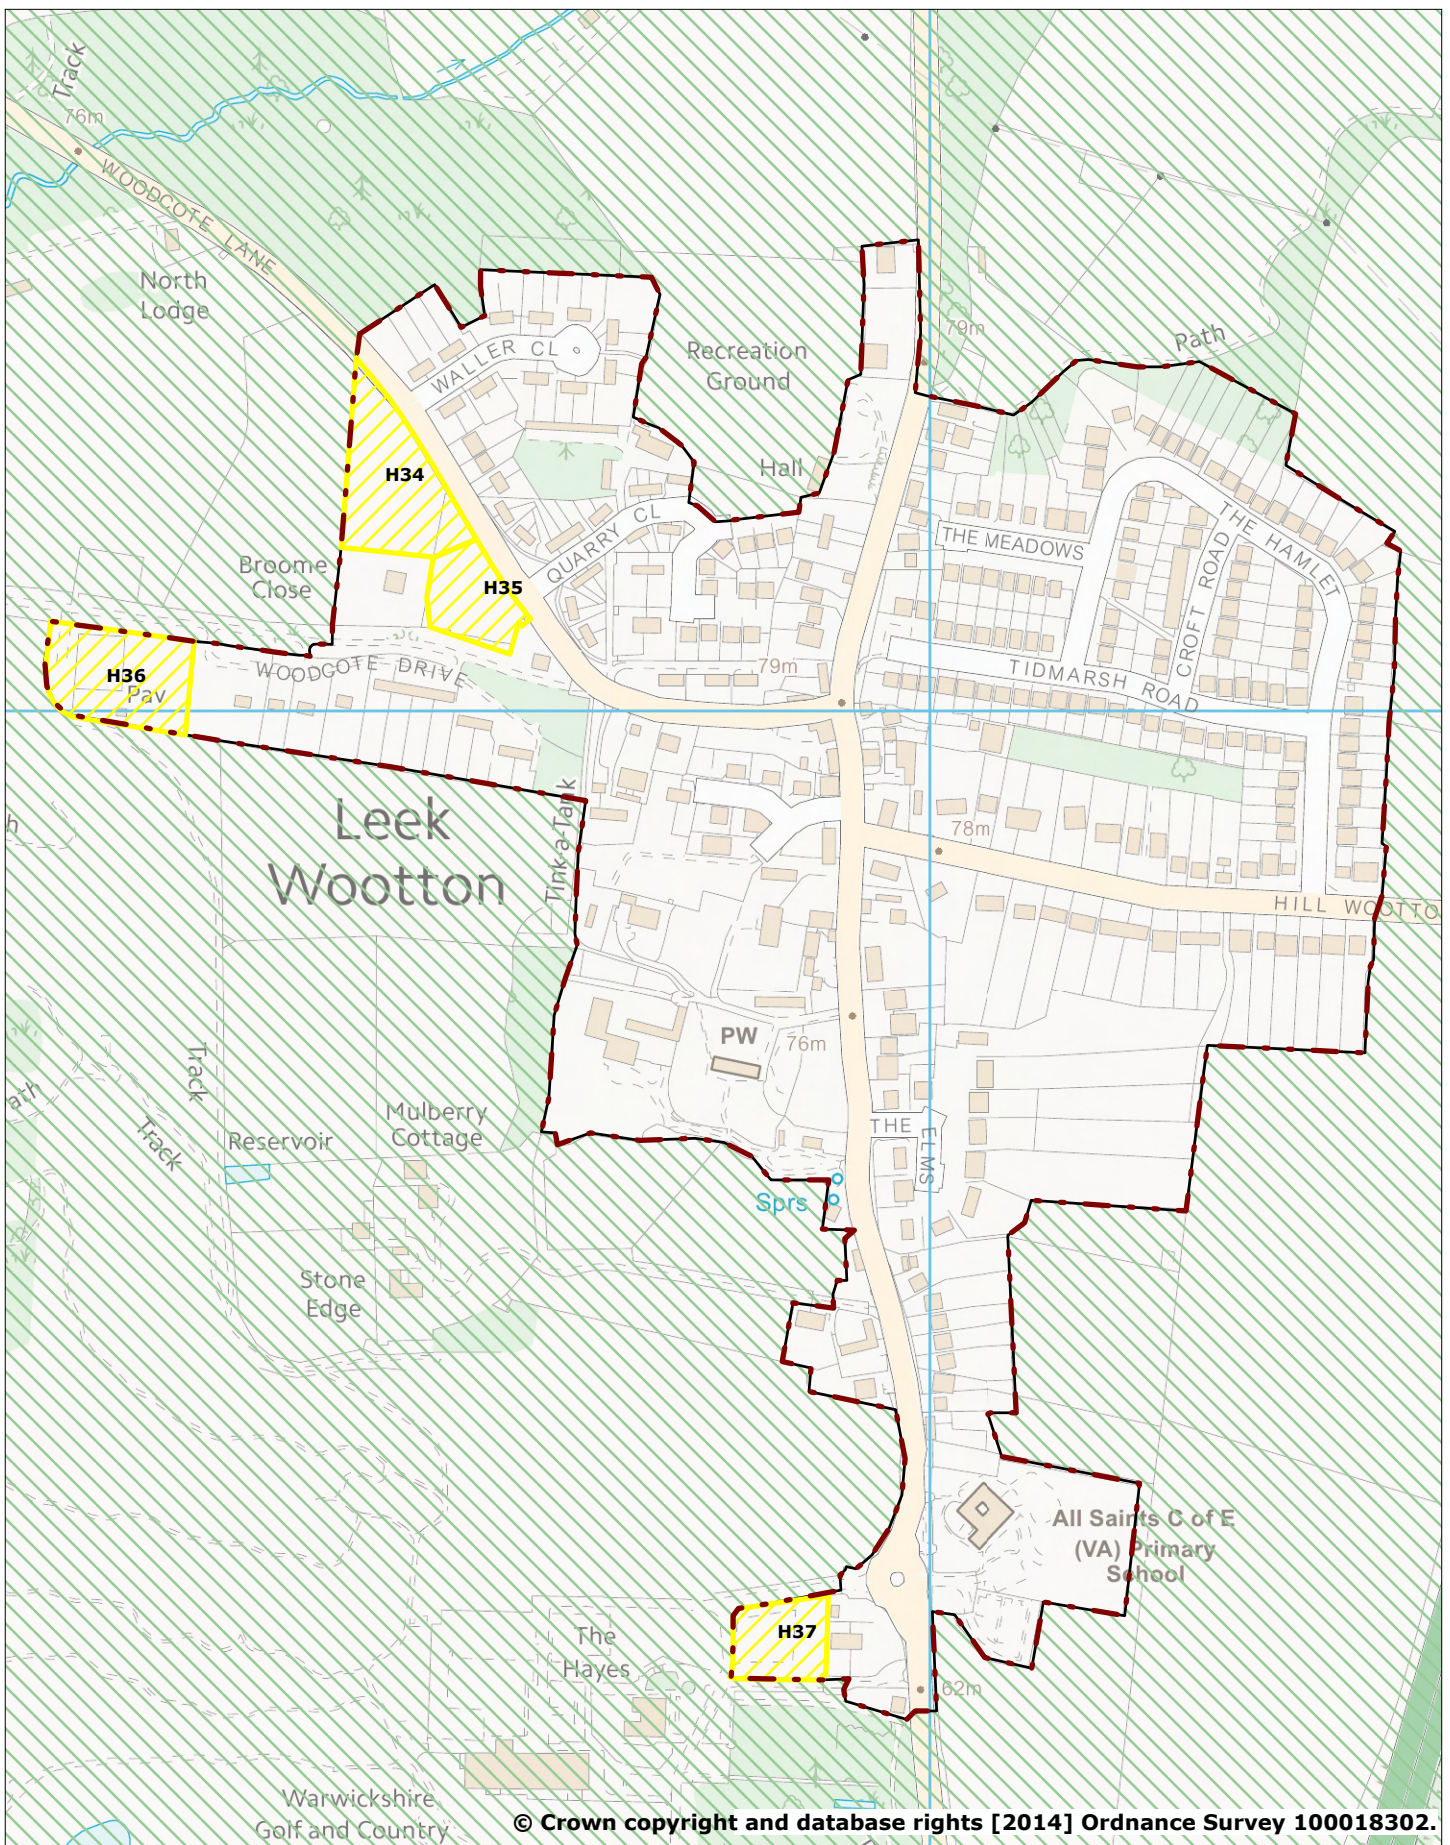 Track
76m
WOODCOTE LANE
North
Lodge
WALLER CL
Recreation
Ground
79m
Path
Hall
H34
QUARRY CL
THE MEADOWS
THE HAMLET
CROFT ROAD
Broome
Close
H35
H36
Pav
WOODCOTE DRIVE
79m
TIDMARSH ROAD
Leek
Wootton
Tink-a-Tank
78m
HILL WOOTTO
h
PW
76m
Track
ath
Track
Reservoir
Mulberry
Cottage
THE ELMS
Sprs
Stone
Edge
All Saints C of E
(VA) Primary
School
H37
The
Hayes
62m
Warwickshire
Golf and Country
© Crown copyright and database rights [2014] Ordnance Survey 100018302.